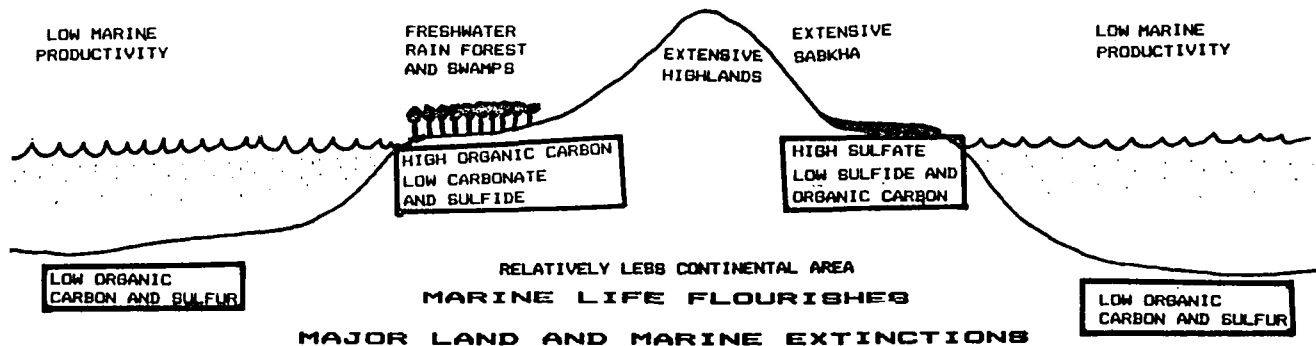 LOW MARINE
PRODUCTIVITY
FRESHWATER
RAIN FOREST
AND SWAMPS
EXTENSIVE
HIGHLANDS
EXTENSIVE
SABKHA
LOW MARINE
PRODUCTIVITY
HIGH ORGANIC CARBON
LOW CARBONATE
AND SULFIDE
HIGH SULFATE
LOW SULFIDE AND
ORGANIC CARBON
LOW ORGANIC
CARBON AND SULFUR
RELATIVELY LESS CONTINENTAL AREA
MARINE LIFE FLOURISHES
MAJOR LAND AND MARINE EXTINCTIONS
LOW ORGANIC
CARBON AND SULFUR